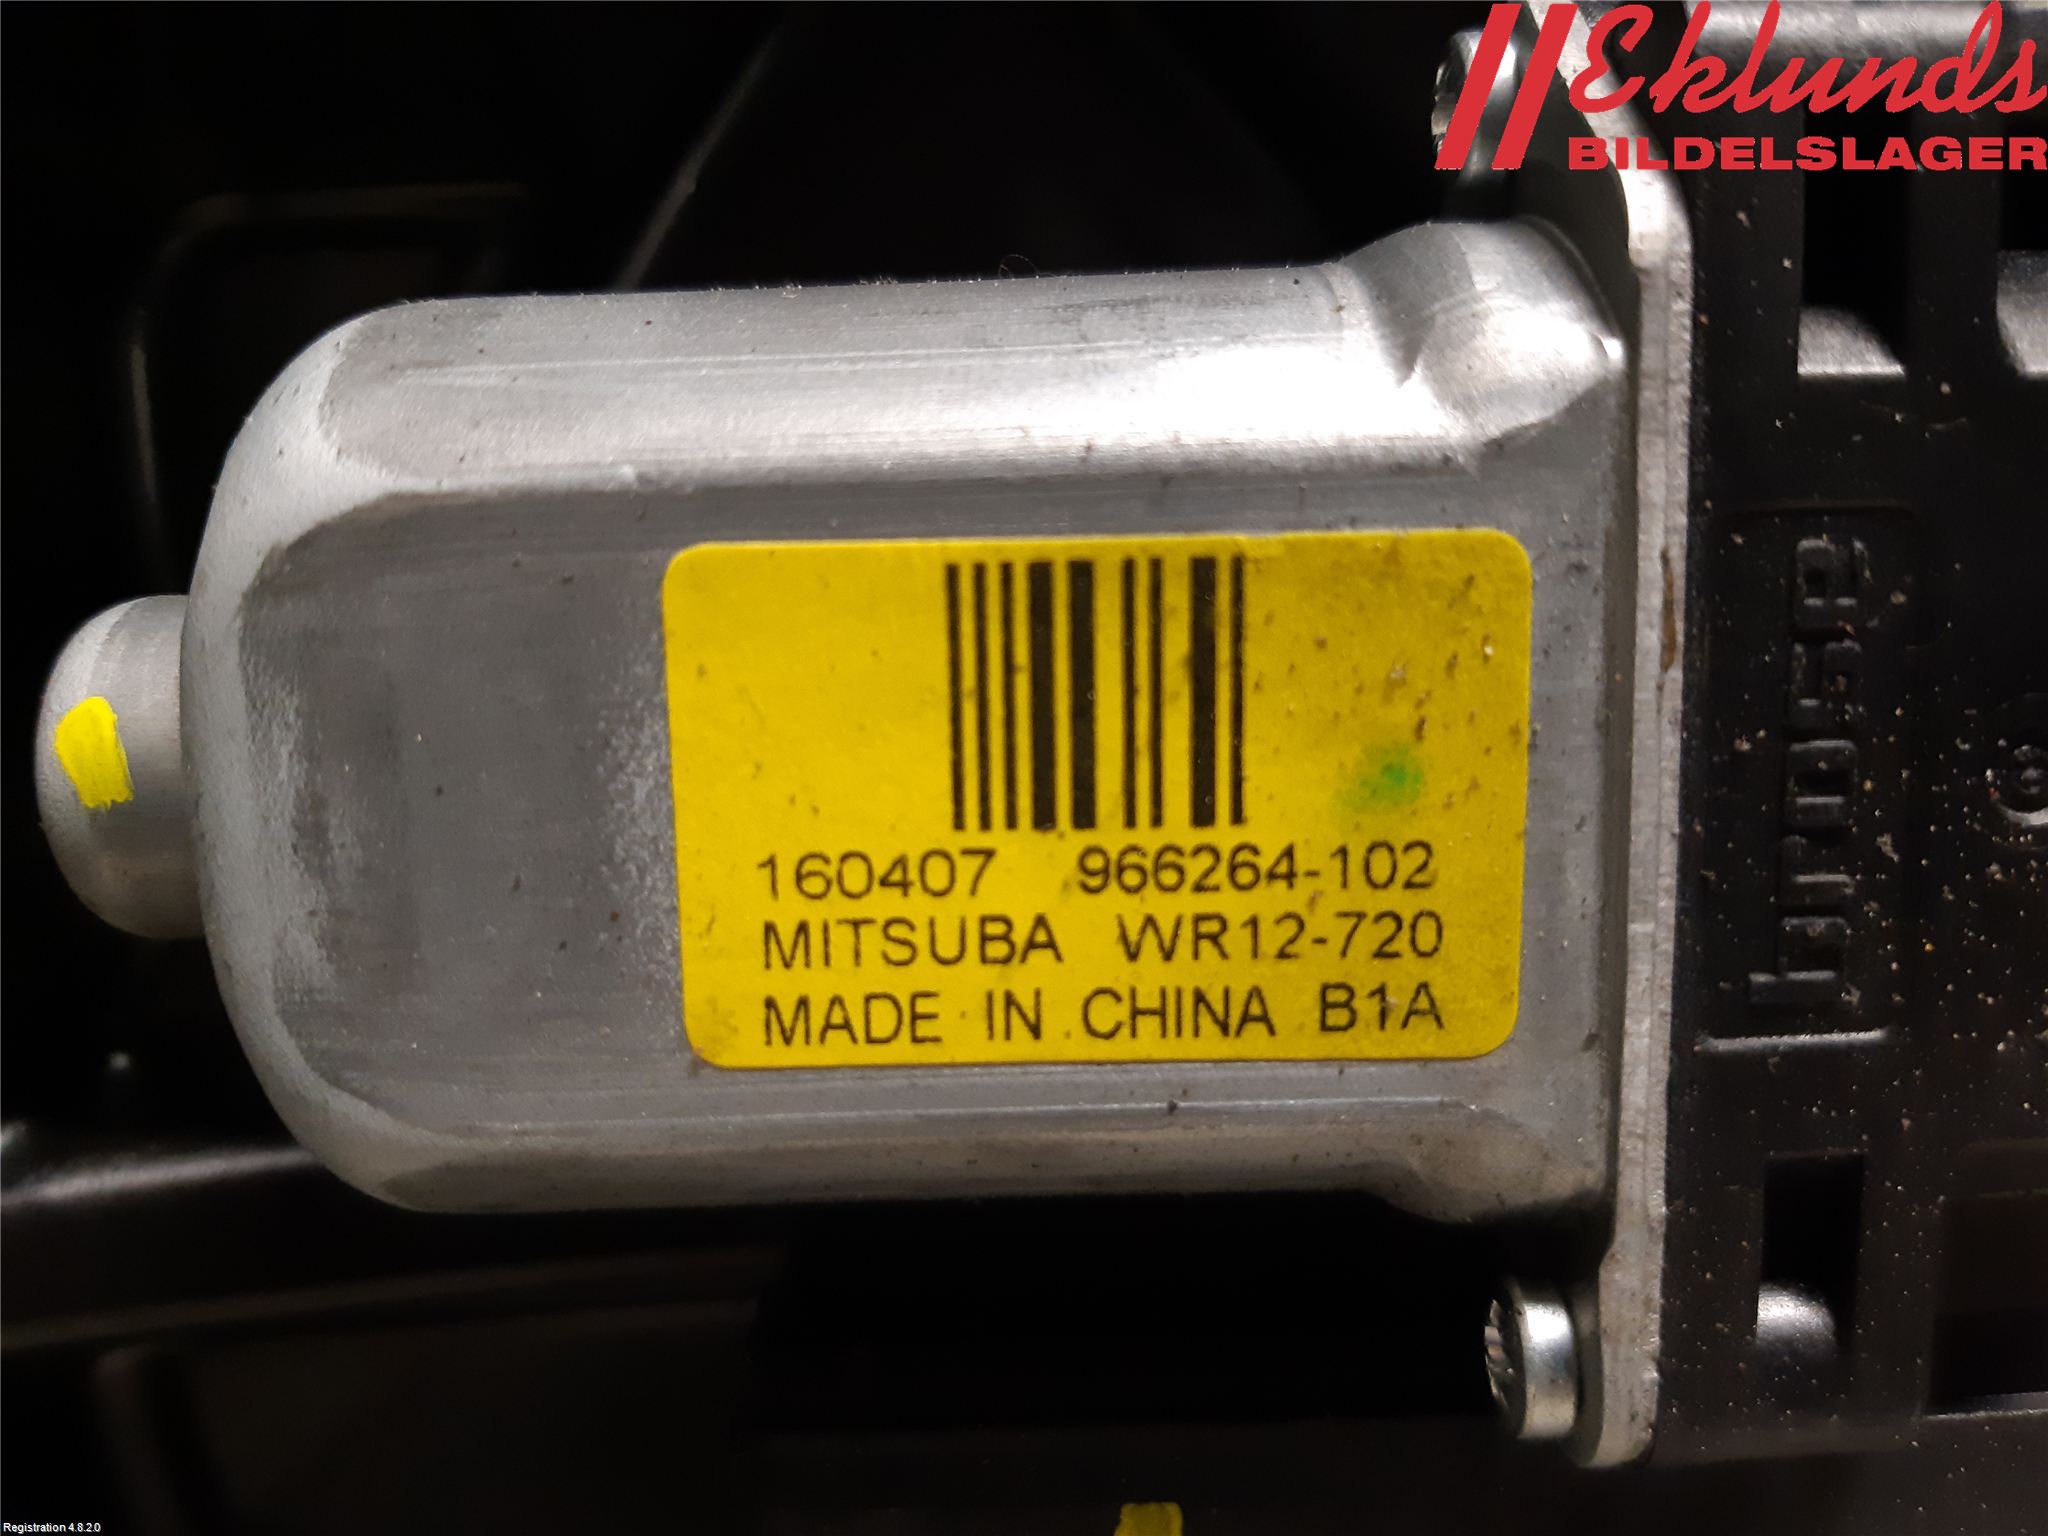 Eklunds
BILDELSLAGER
160407 966264-102
MITSUBA WR12-720
MADE IN CHINA B1A
Registration 4.8.2.0